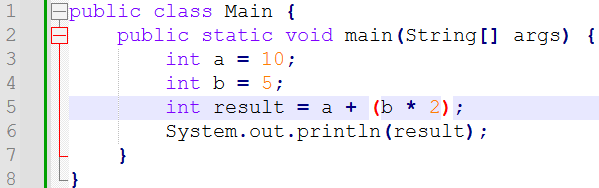 1 public class Main {
2     public static void main(String[] args) {
3         int a = 10;
4         int b = 5;
5         int result = a + (b * 2);
6         System.out.println(result);
7     }
8 }